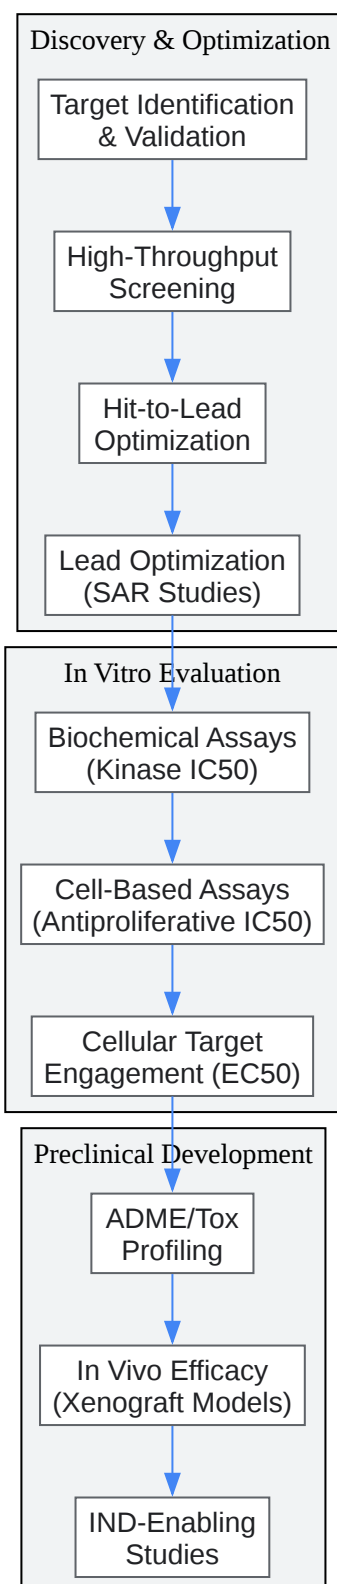 Discovery & Optimization
Target Identification
& Validation
High-Throughput
Screening
Hit-to-Lead
Optimization
Lead Optimization
(SAR Studies)
In Vitro Evaluation
Biochemical Assays
(Kinase IC50)
Cell-Based Assays
(Antiproliferative IC50)
Cellular Target
Engagement (EC50)
Preclinical Development
ADME/Tox
Profiling
In Vivo Efficacy
(Xenograft Models)
IND-Enabling
Studies